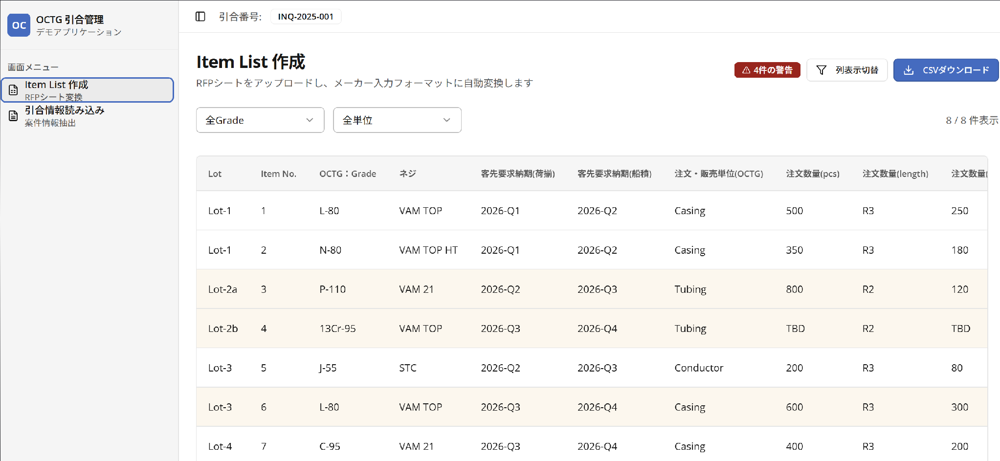 OC
OCTG 引合管理
デモアプリケーション
画面メニュー
Item List 作成
RFPシート変換
引合情報読み込み
案件情報抽出
引合番号: INQ-2025-001
Item List 作成
RFPシートをアップロードし、メーカー入力フォーマットに自動変換します
4件の警告 列表示切替 CSVダウンロード
全Grade 全単位 8 / 8 件表示
Lot Item No. OCTG：Grade ネジ 客先要求納期(荷揃) 客先要求納期(船積) 注文・販売単位(OCTG) 注文数量(pcs) 注文数量(length) 注文数量(
Lot-1 1 L-80 VAM TOP 2026-Q1 2026-Q2 Casing 500 R3 250
Lot-1 2 N-80 VAM TOP HT 2026-Q1 2026-Q2 Casing 350 R3 180
Lot-2a 3 P-110 VAM 21 2026-Q2 2026-Q3 Tubing 800 R2 120
Lot-2b 4 13Cr-95 VAM TOP 2026-Q3 2026-Q4 Tubing TBD R2 TBD
Lot-3 5 J-55 STC 2026-Q2 2026-Q3 Conductor 200 R3 80
Lot-3 6 L-80 VAM TOP 2026-Q3 2026-Q4 Casing 600 R3 300
Lot-4 7 C-95 VAM 21 2026-Q3 2026-Q4 Casing 400 R3 200